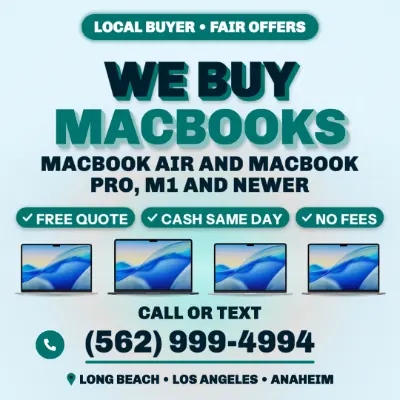 LOCAL BUYER • FAIR OFFERS
WE BUY
MACBOOKS
MACBOOK AIR AND MACBOOK
PRO, M1 AND NEWER
FREE QUOTE
CASH SAME DAY
NO FEES
CALL OR TEXT
(562) 999-4994
LONG BEACH • LOS ANGELES • ANAHEIM